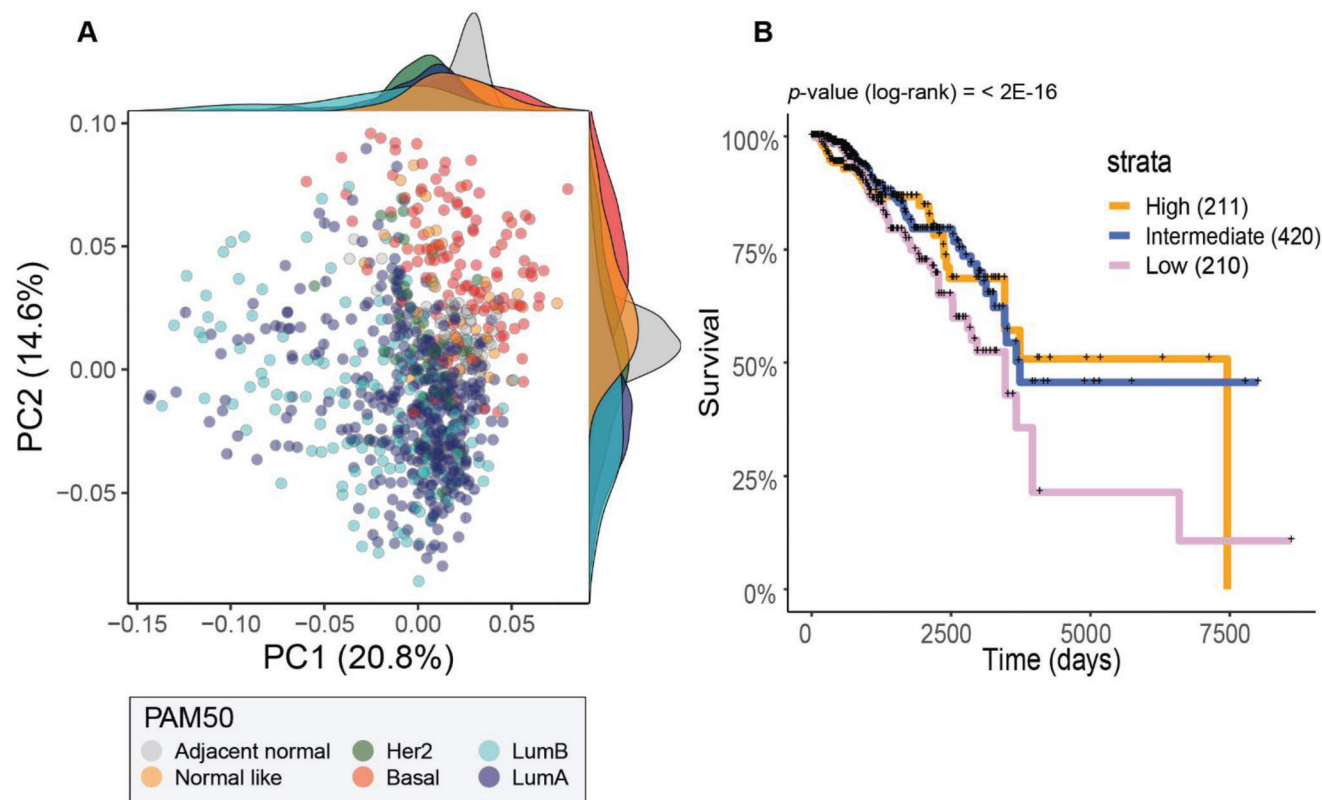 A
PC2 (14.6%)
0.10
0.05
0.00
−0.05
−0.15
−0.10
−0.05
0.00
0.05
PC1 (20.8%)
PAM50
Adjacent normal
Her2
LumB
Normal like
Basal
LumA
B
p-value (log-rank) = < 2E-16
Survival
100%
75%
50%
25%
0%
strata
High (211)
Intermediate (420)
Low (210)
0
2500
5000
7500
Time (days)